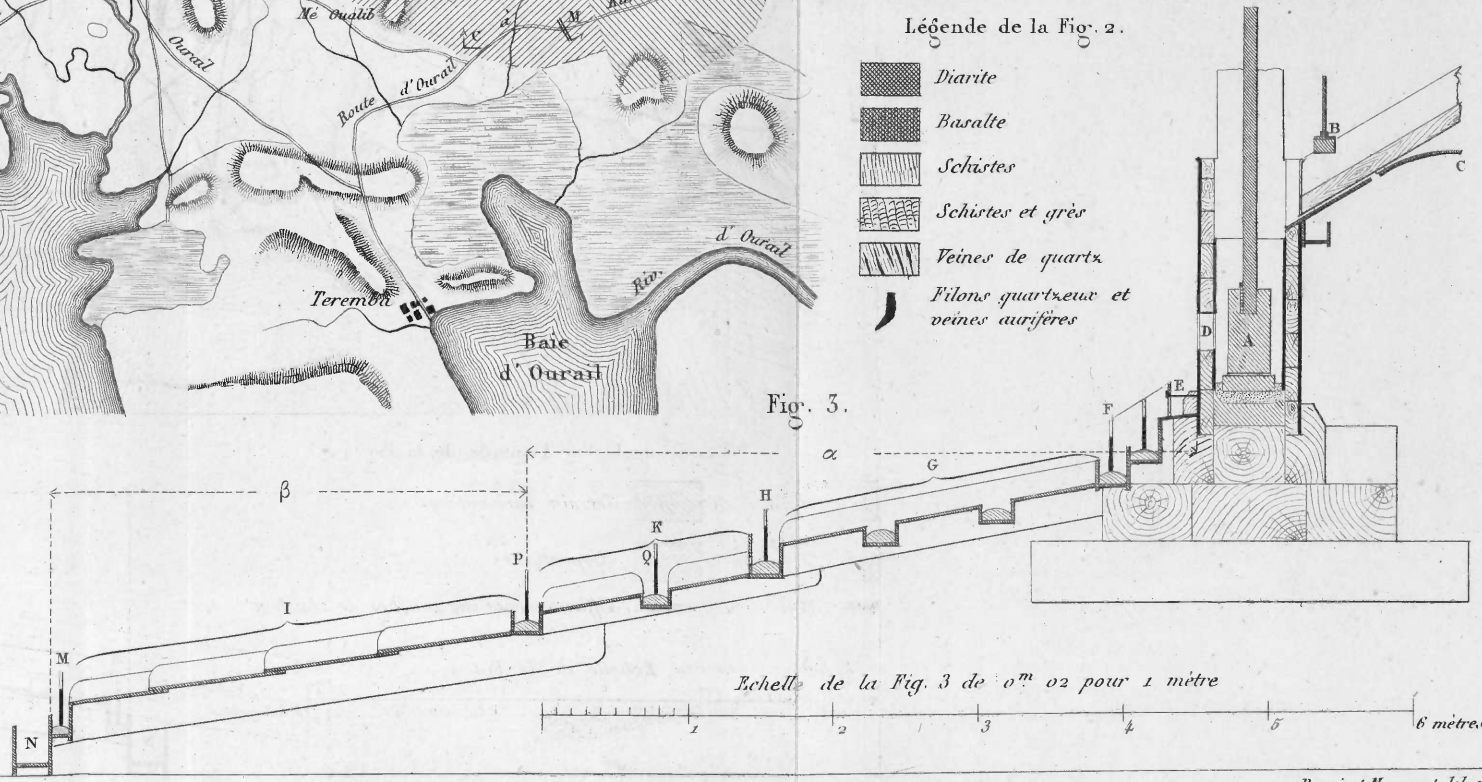 Mé Oualib
Ourail
C
à
M
Route d'Ourail
Teremba
Baie
d'Ourail
Riv. d'Ourail
Légende de la Fig. 2.
Diarite
Basalte
Schistes
Schistes et grès
Veines de quartz
Filons quartzeux et
veines aurifères
B
C
D
A
E
Fig. 3.
F
α
G
β
H
K
P
Q
I
M
N
Echelle de la Fig. 3 de 0m 02 pour 1 mètre
1 2 3 4 5 6 mètres